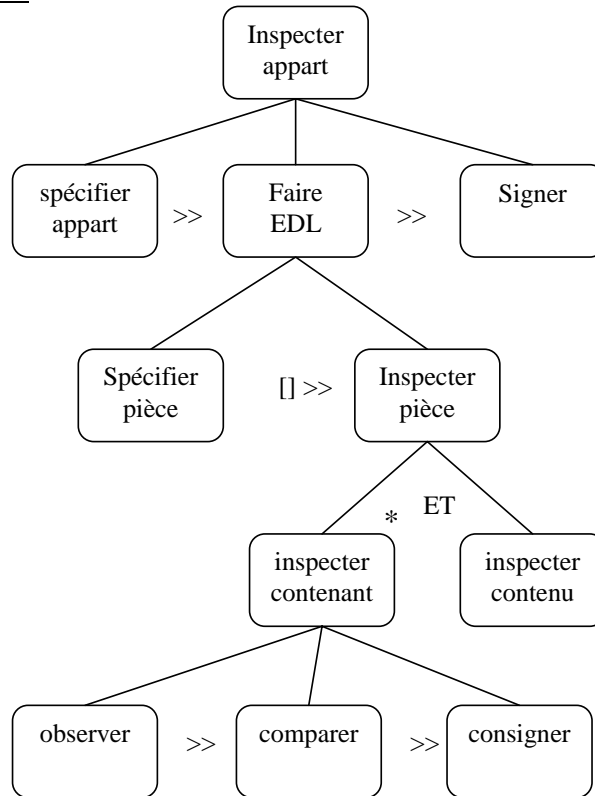 Inspecter
appart
spécifier
appart
>>
Faire
EDL
>>
Signer
Spécifier
pièce
[] >>
Inspecter
pièce
*
ET
inspecter
contenant
inspecter
contenu
observer
>>
comparer
>>
consigner